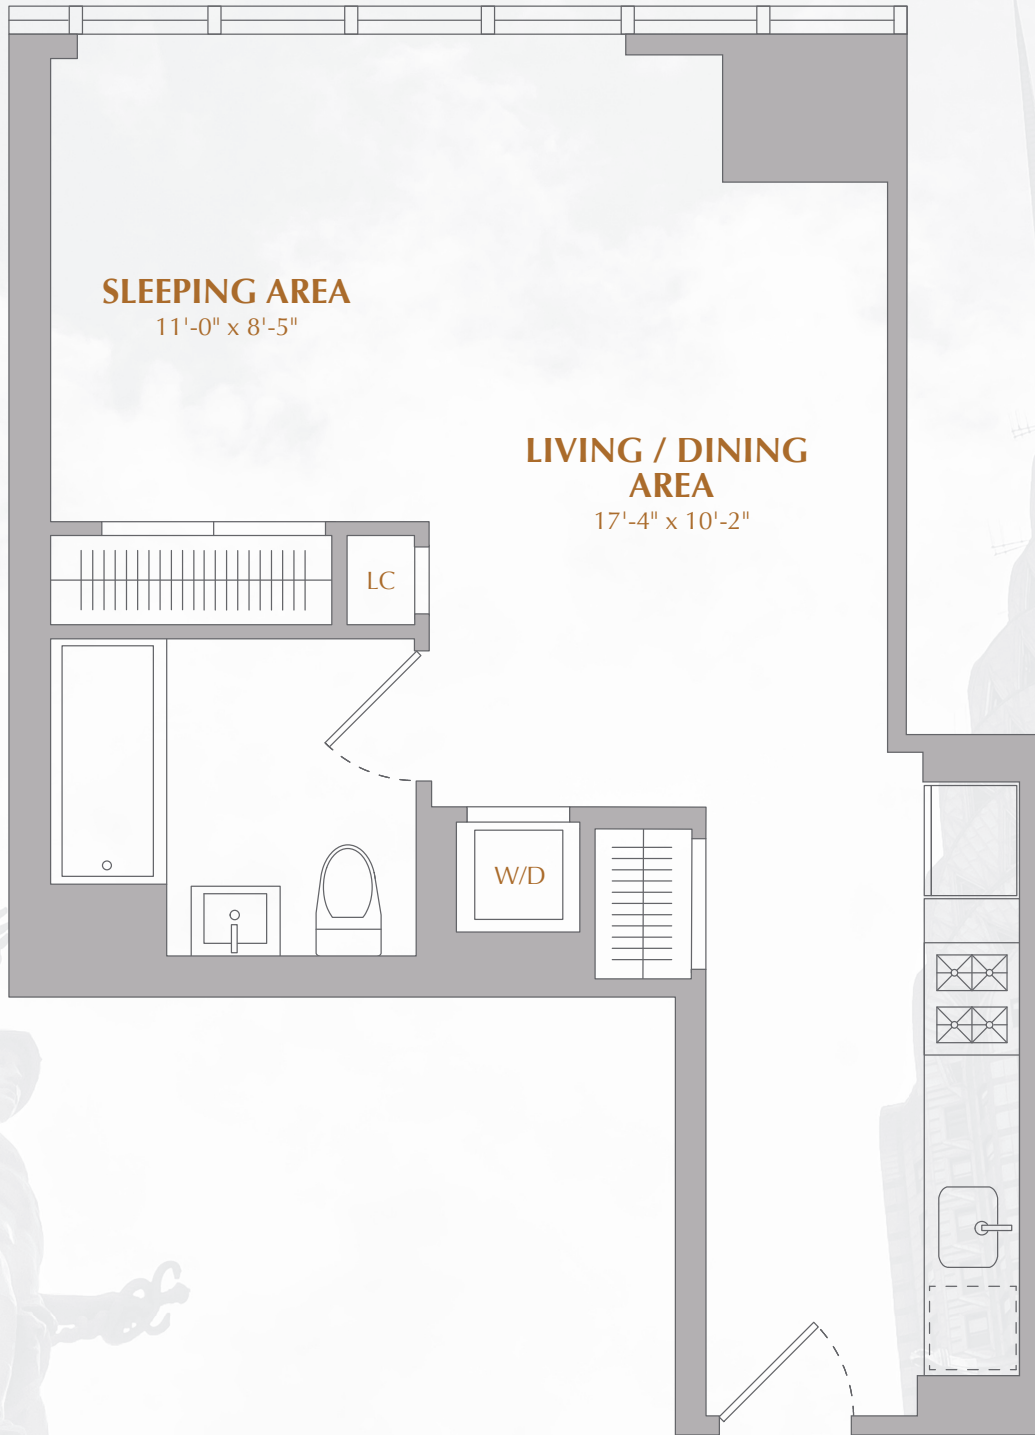 SLEEPING AREA
11'-0" x 8'-5"
LIVING / DINING
AREA
17'-4" x 10'-2"
LC
W/D